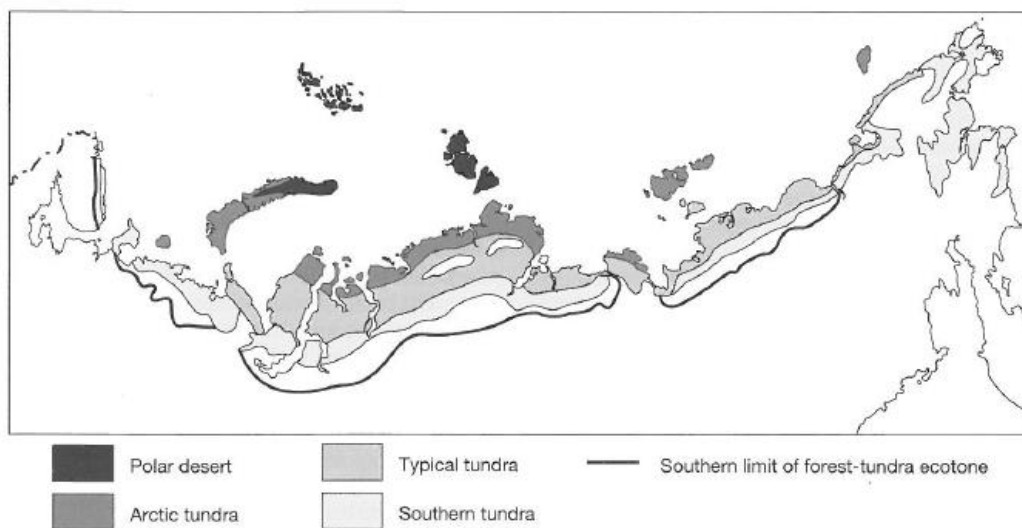 Polar desert
Typical tundra
Southern limit of forest-tundra ecotone
Arctic tundra
Southern tundra